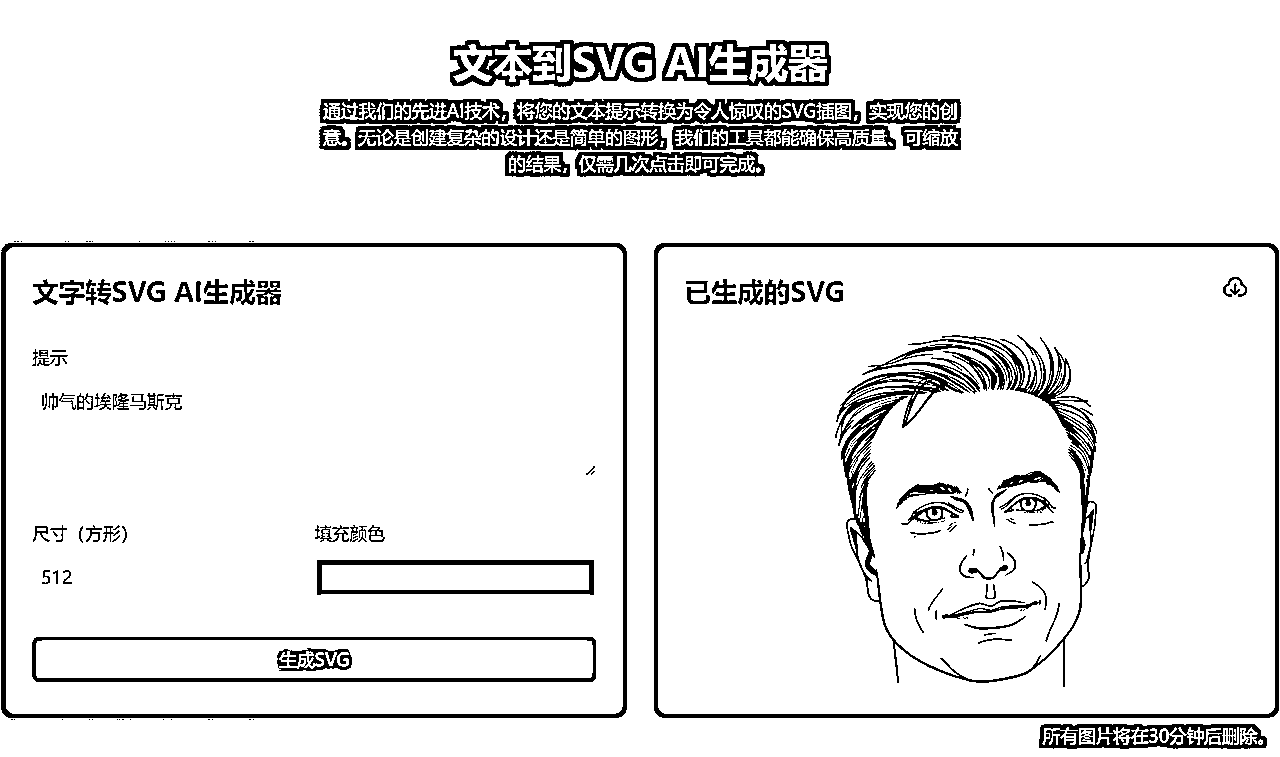 文本到SVG AI生成器
通过我们的先进AI技术，将您的文本提示转换为令人惊叹的SVG插图，实现您的创
意。无论是创建复杂的设计还是简单的图形，我们的工具都能确保高质量、可缩放
的结果，仅需几次点击即可完成。
文字转SVG AI生成器
提示
帅气的埃隆马斯克
尺寸（方形）
填充颜色
512
生成SVG
已生成的SVG
所有图片将在30分钟后删除。